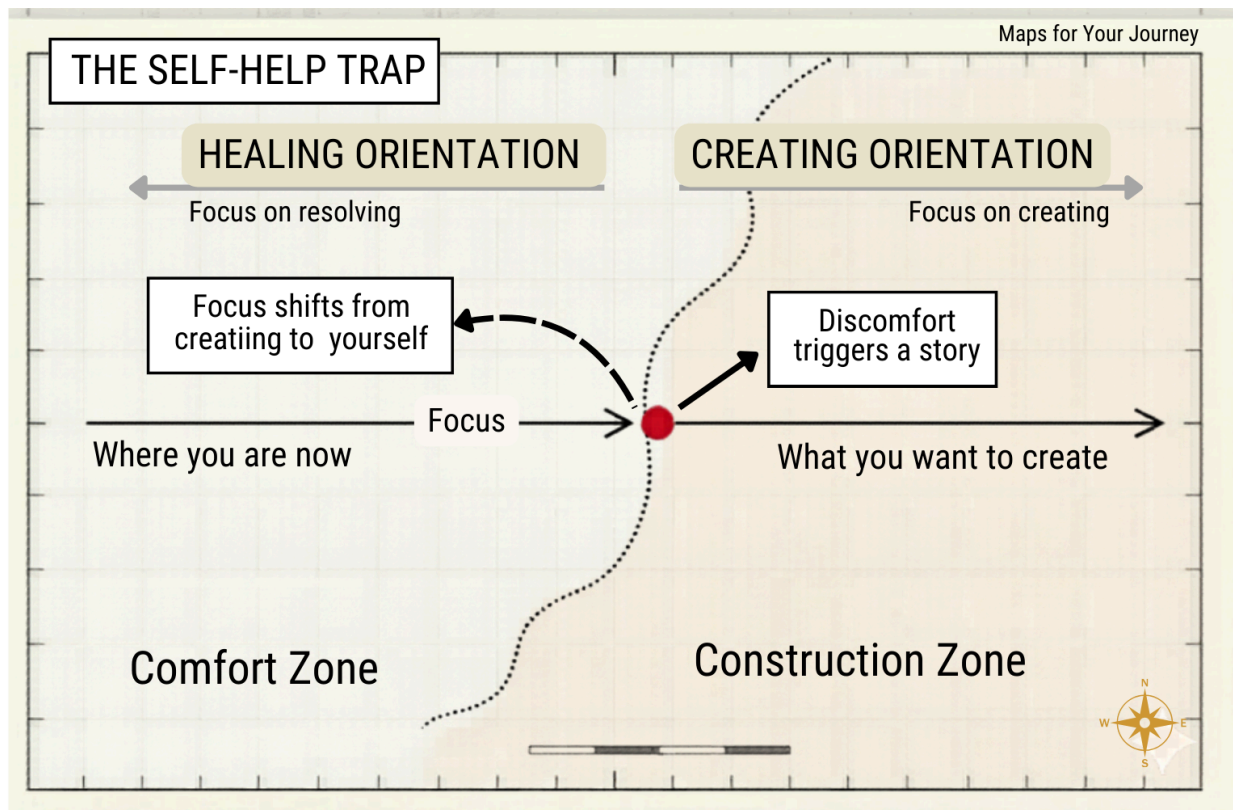 Maps for Your Journey
THE SELF-HELP TRAP
HEALING ORIENTATION
CREATING ORIENTATION
Focus on resolving
Focus on creating
Focus shifts from
creatiing to yourself
Discomfort
triggers a story
Focus
Where you are now
What you want to create
Comfort Zone
Construction Zone
N
W
E
S